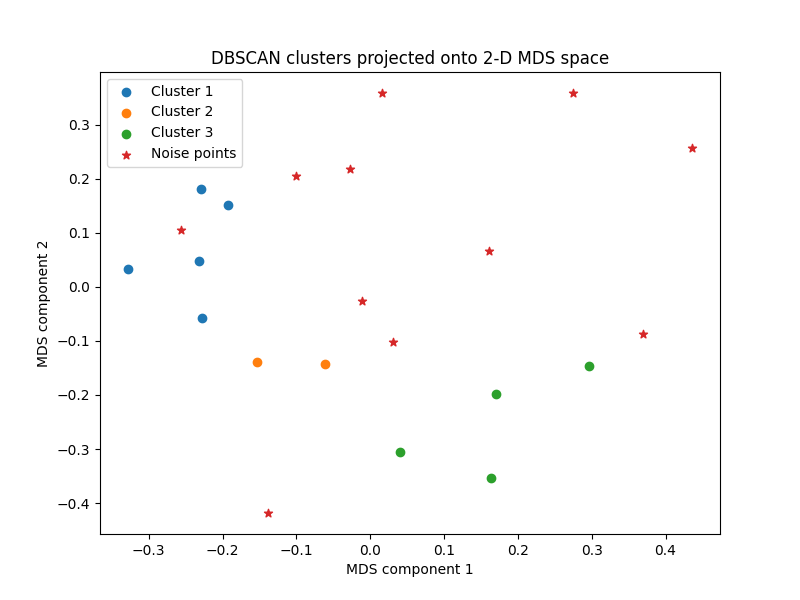 DBSCAN clusters projected onto 2-D MDS space
Cluster 1
Cluster 2
Cluster 3
Noise points
0.3
0.2
0.1
0.0
−0.1
−0.2
−0.3
−0.4
MDS component 2
−0.3
−0.2
−0.1
0.0
0.1
0.2
0.3
0.4
MDS component 1